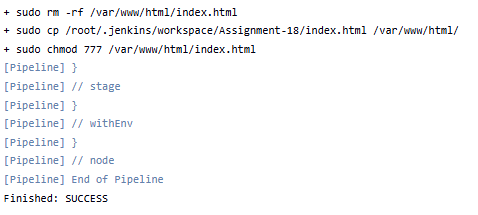 + sudo rm -rf /var/www/html/index.html
+ sudo cp /root/.jenkins/workspace/Assignment-18/index.html /var/www/html/
+ sudo chmod 777 /var/www/html/index.html
[Pipeline] }
[Pipeline] // stage
[Pipeline] }
[Pipeline] // withEnv
[Pipeline] }
[Pipeline] // node
[Pipeline] End of Pipeline
Finished: SUCCESS